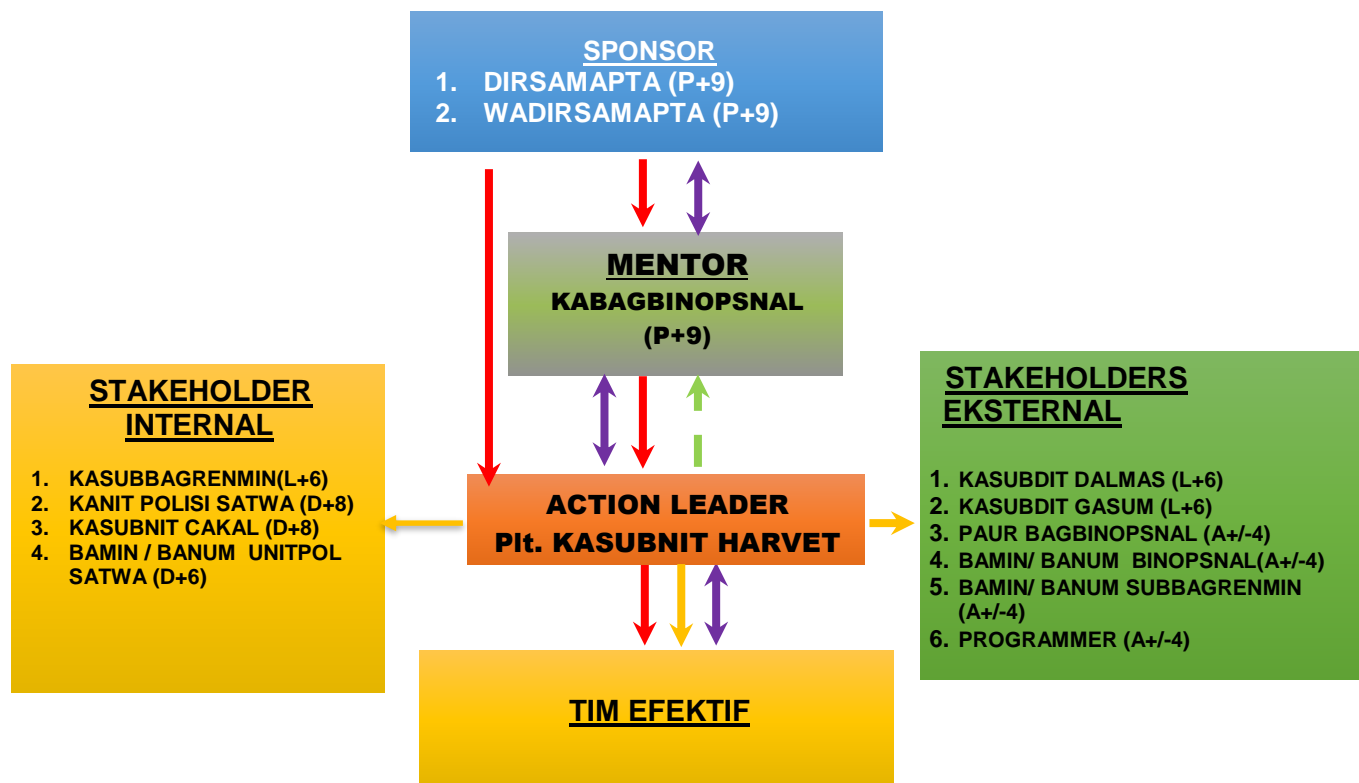 SPONSOR
1. DIRSAMAPTA (P+9)
2. WADIRSAMAPTA (P+9)
MENTOR
KABAGBINOPSNAL
(P+9)
STAKEHOLDER
INTERNAL
1. KASUBBAGRENMIN(L+6)
2. KANIT POLISI SATWA (D+8)
3. KASUBNIT CAKAL (D+8)
4. BAMIN / BANUM UNITPOL
SATWA (D+6)
ACTION LEADER
Plt. KASUBNIT HARVET
STAKEHOLDERS
EKSTERNAL
1. KASUBDIT DALMAS (L+6)
2. KASUBDIT GASUM (L+6)
3. PAUR BAGBINOPSNAL (A+/-4)
4. BAMIN/ BANUM BINOPSNAL(A+/-4)
5. BAMIN/ BANUM SUBBAGRENMIN
(A+/-4)
6. PROGRAMMER (A+/-4)
TIM EFEKTIF